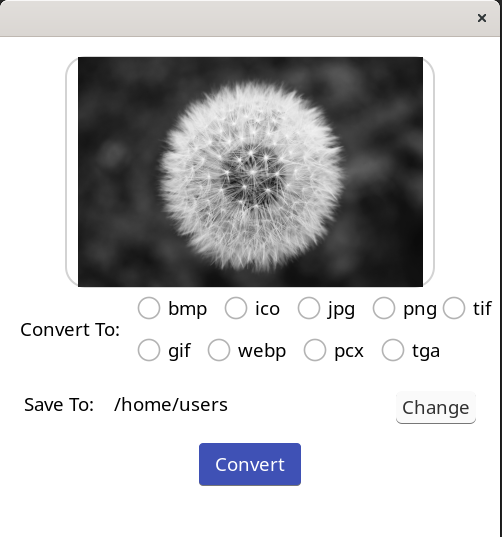 bmp ico jpg png tif
Convert To:
gif webp pcx tga
Save To: /home/users Change
Convert